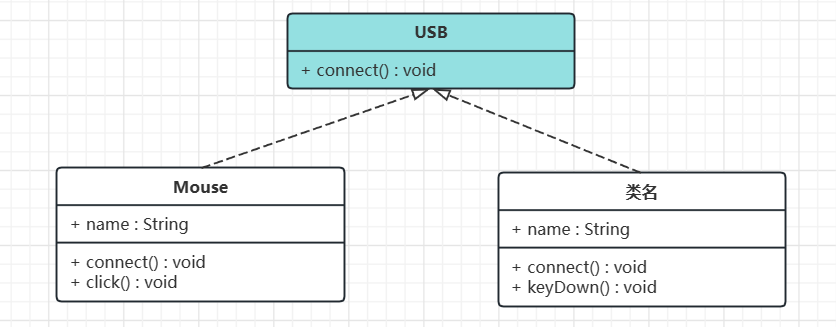 USB
+ connect() : void
Mouse
+ name : String
+ connect() : void
+ click() : void
类名
+ name : String
+ connect() : void
+ keyDown() : void